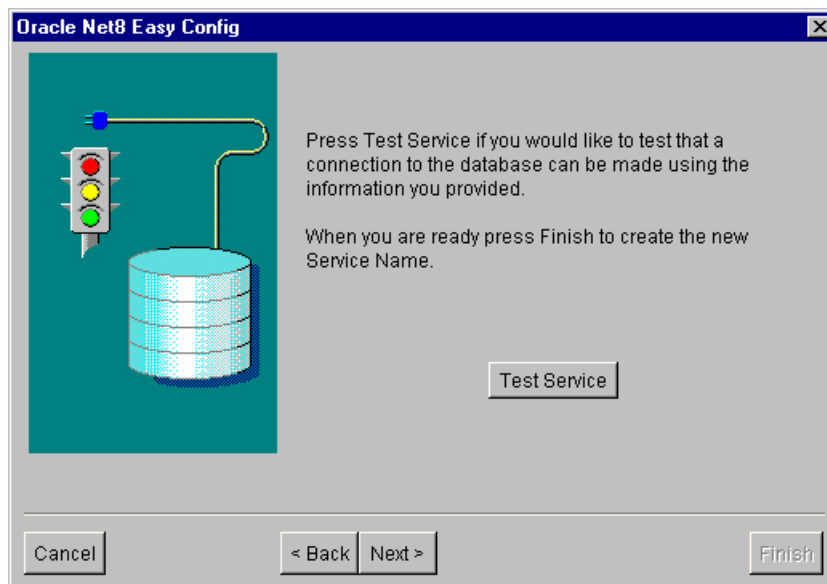 Oracle Net8 Easy Config
Press Test Service if you would like to test that a
connection to the database can be made using the
information you provided.
When you are ready press Finish to create the new
Service Name.
Test Service
Cancel
< Back
Next >
Finish